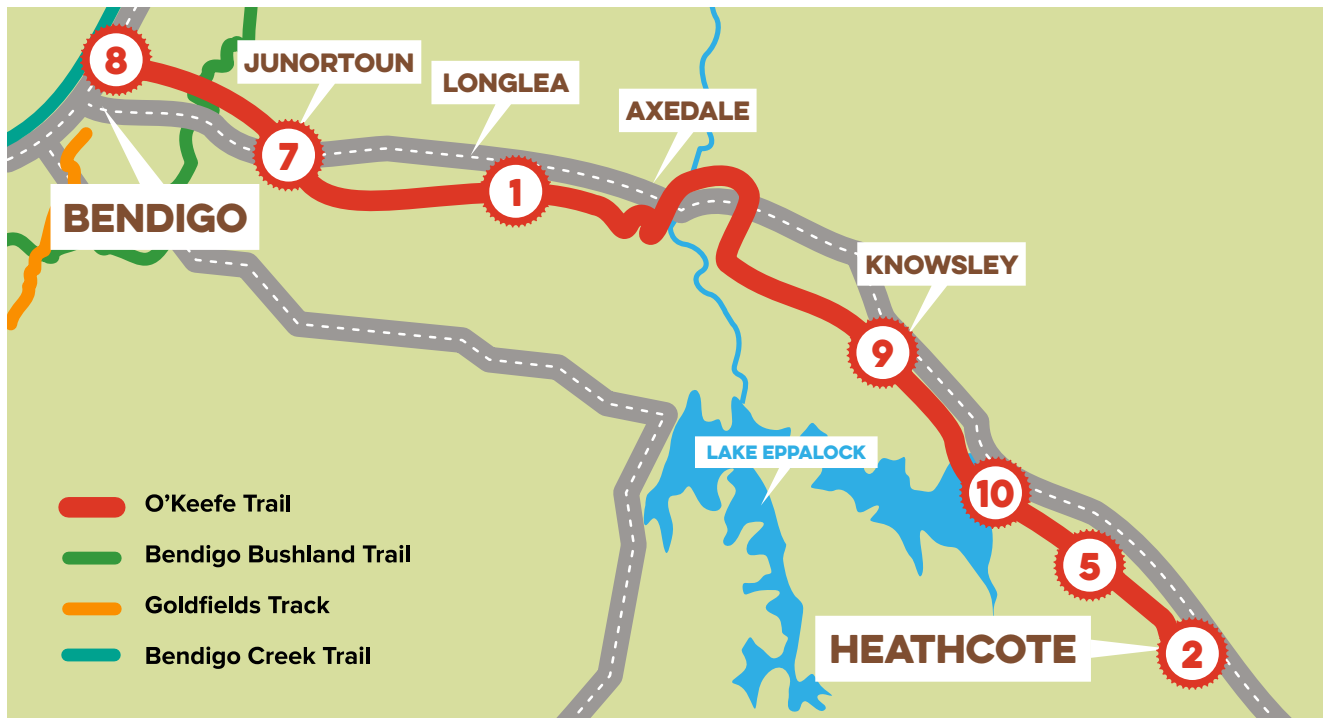 8
JUNORTOUN
LONGLEA
AXEDALE
7
1
BENDIGO
KNOWSLEY
9
LAKE EPPALOCK
10
O'Keefe Trail
Bendigo Bushland Trail
Goldfields Track
Bendigo Creek Trail
5
HEATHCOTE
2